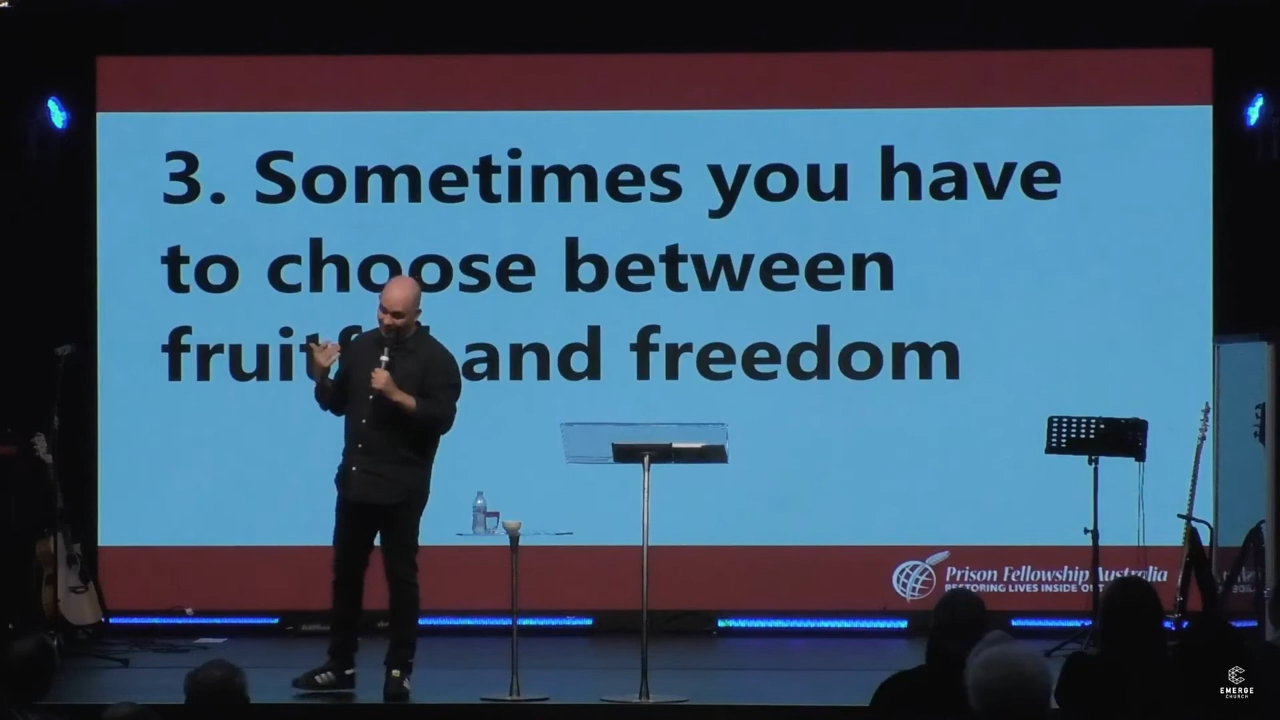 3. Sometimes you have
to choose between
and freedom
Prison Fellowship Australia
RESTORING LIVES INSIDE
EMERGE
CHURCH